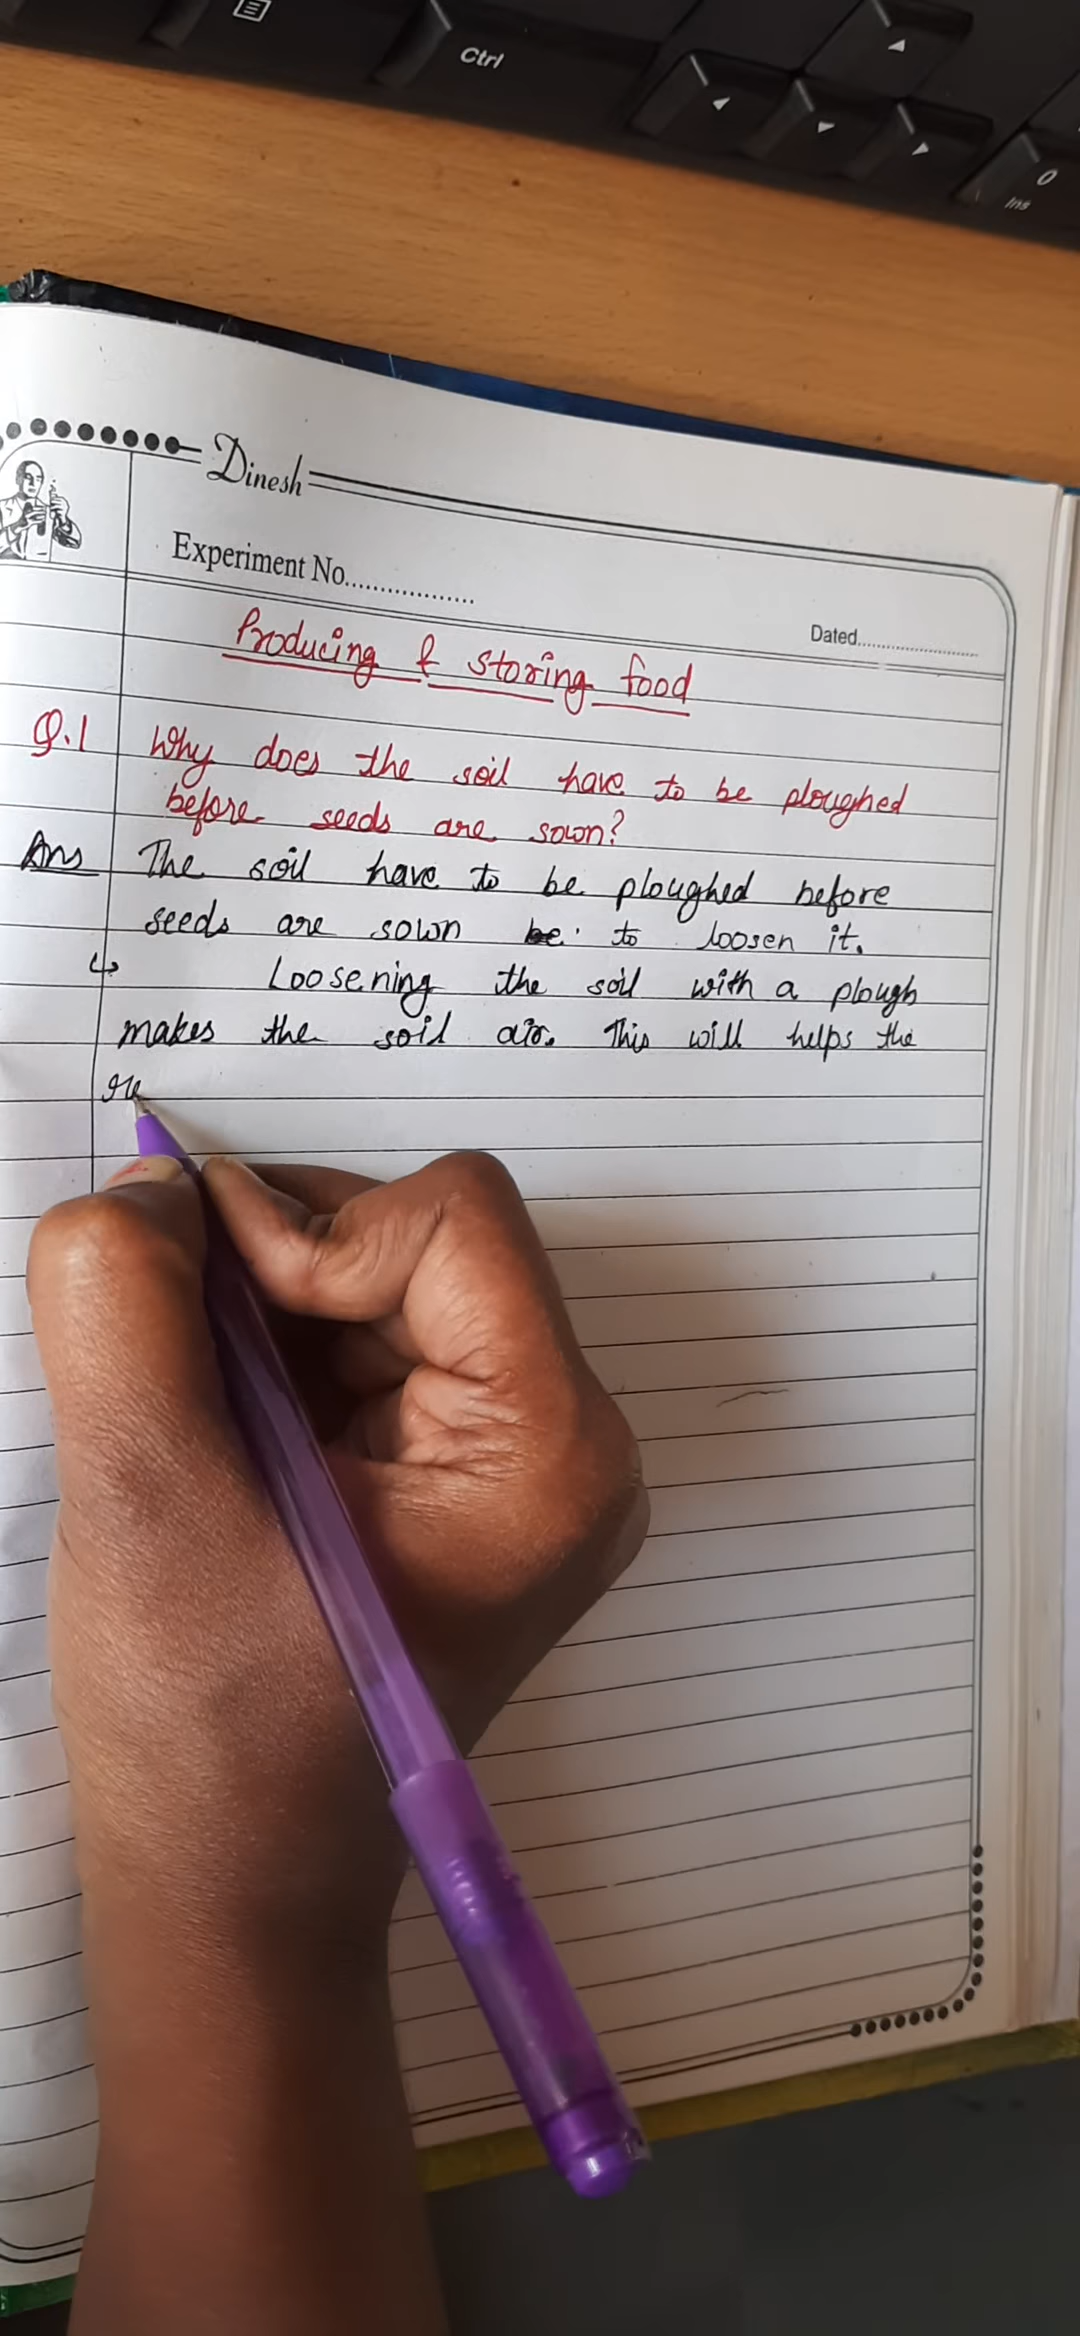 Ctrl
0
Ins
Dinesh
Experiment No..................
Dated............................
Producing & storing food
Q.1 Why does the soil have to be ploughed
before seeds are sown?
Ans The soil have to be ploughed before
seeds are sown to loosen it.
↳ Loosening the soil with a plough
makes the soil air. This will helps the